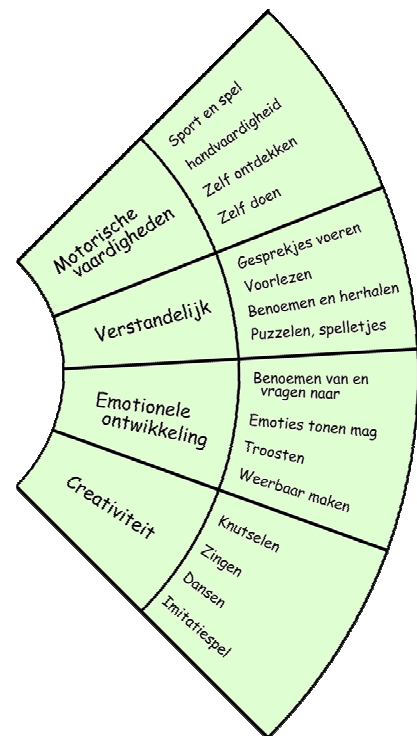 Motorische
vaardigheden
Sport en spel
handvaardigheid
Zelf ontdekken
Zelf doen
Verstandelijk
Gesprekjes voeren
Voorlezen
Benoemen en herhalen
Puzzelen, spelletjes
Emotionele
ontwikkeling
Benoemen van en
vragen naar
Emoties tonen mag
Troosten
Weerbaar maken
Creativiteit
Knutselen
Zingen
Dansen
Imitatiespel